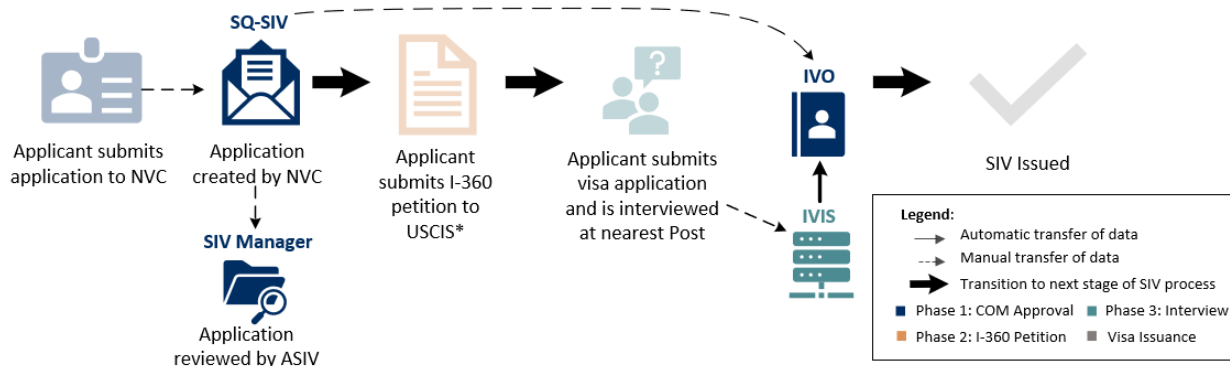 SQ-SIV
Applicant submits
application to NVC
Application
created by NVC
SIV Manager
Application
reviewed by ASIV
Applicant
submits I-360
petition to
USCIS*
?
Applicant submits
visa application
and is interviewed
at nearest Post
IVO
IVIS
SIV Issued
Legend:
Automatic transfer of data
Manual transfer of data
Transition to next stage of SIV process
Phase 1: COM Approval
Phase 3: Interview
Phase 2: I-360 Petition
Visa Issuance